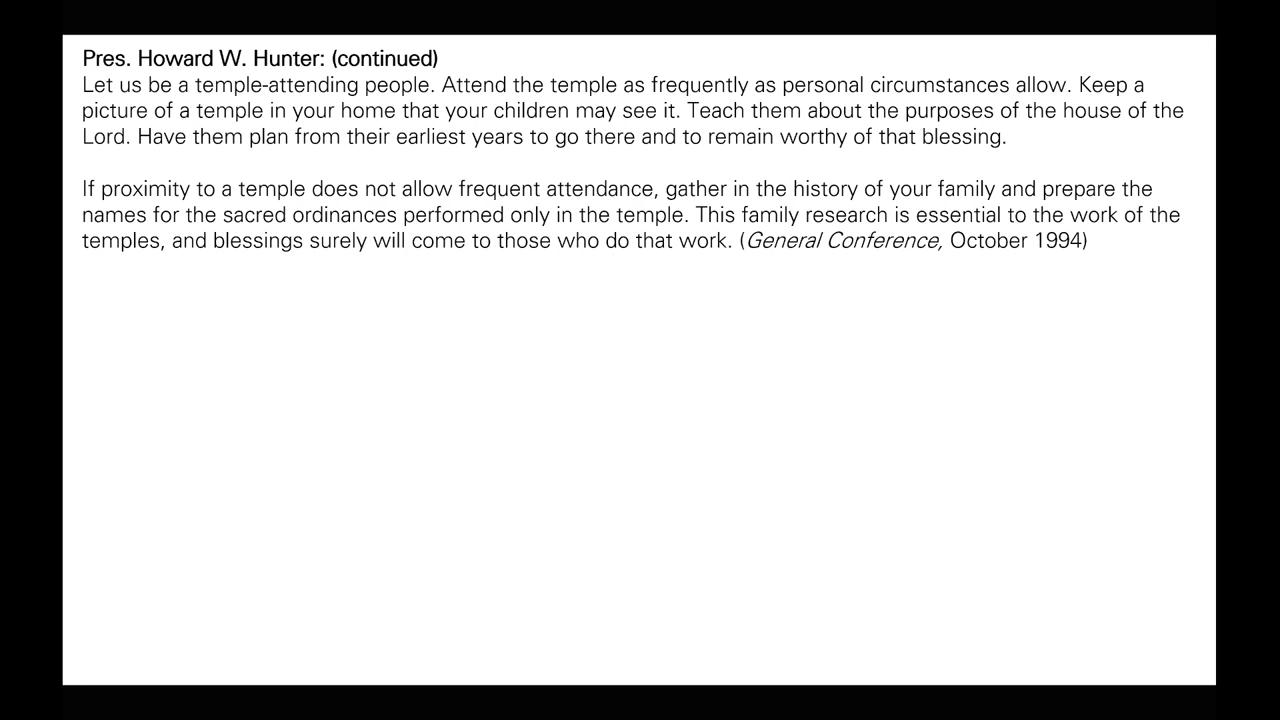 Pres. Howard W. Hunter: (continued)
Let us be a temple-attending people. Attend the temple as frequently as personal circumstances allow. Keep a
picture of a temple in your home that your children may see it. Teach them about the purposes of the house of the
Lord. Have them plan from their earliest years to go there and to remain worthy of that blessing.
If proximity to a temple does not allow frequent attendance, gather in the history of your family and prepare the
names for the sacred ordinances performed only in the temple. This family research is essential to the work of the
temples, and blessings surely will come to those who do that work. (General Conference, October 1994)